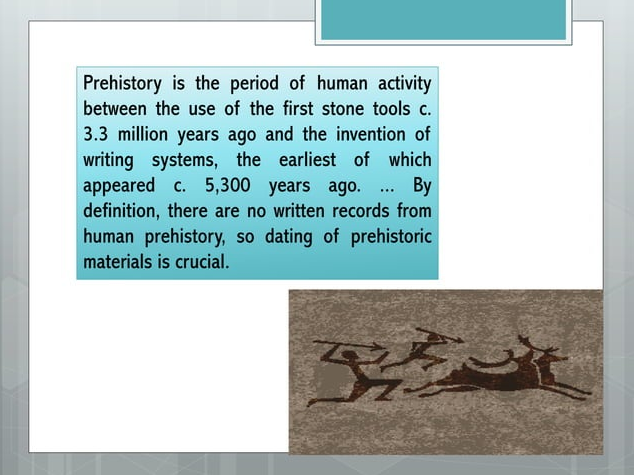 Prehistory is the period of human activity
between the use of the first stone tools c.
3.3 million years ago and the invention of
writing systems, the earliest of which
appeared c. 5,300 years ago. ... By
definition, there are no written records from
human prehistory, so dating of prehistoric
materials is crucial.